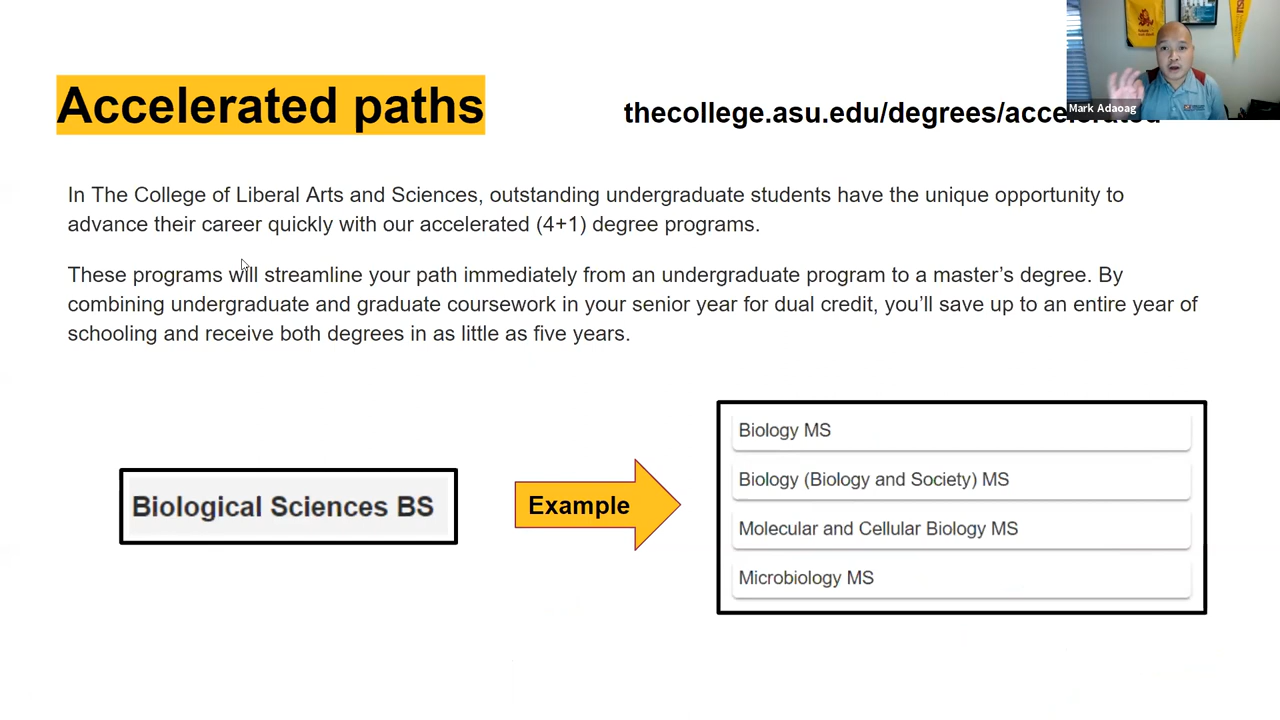 Accelerated paths
thecollege.asu.edu/degrees/accelerated
Mark Adaoag
In The College of Liberal Arts and Sciences, outstanding undergraduate students have the unique opportunity to
advance their career quickly with our accelerated (4+1) degree programs.
These programs will streamline your path immediately from an undergraduate program to a master’s degree. By
combining undergraduate and graduate coursework in your senior year for dual credit, you’ll save up to an entire year of
schooling and receive both degrees in as little as five years.
Biological Sciences BS
Example
Biology MS
Biology (Biology and Society) MS
Molecular and Cellular Biology MS
Microbiology MS